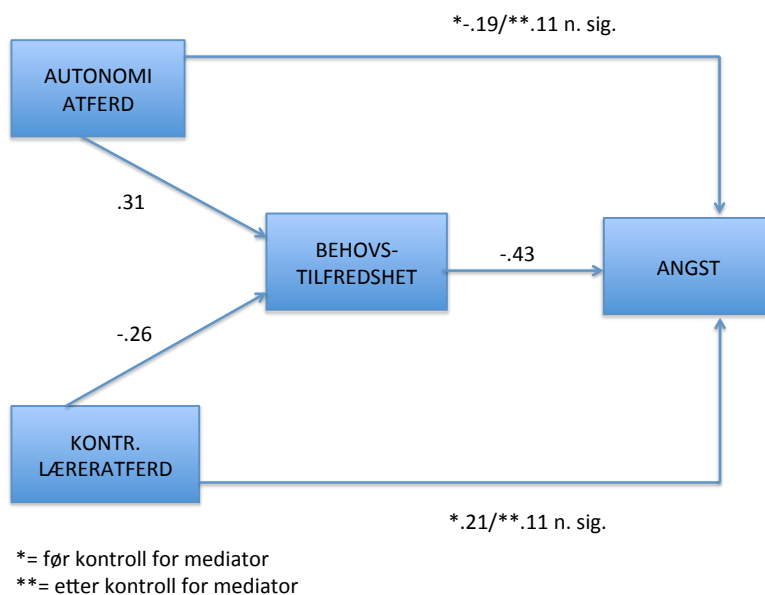 *-.19/**.11 n. sig.
AUTONOMI
ATFERD
.31
BEHOVS-
TILFREDSHET
-.43
ANGST
-.26
KONTR.
LÆRERATFERD
*.21/**.11 n. sig.
*= før kontroll for mediator
**= etter kontroll for mediator